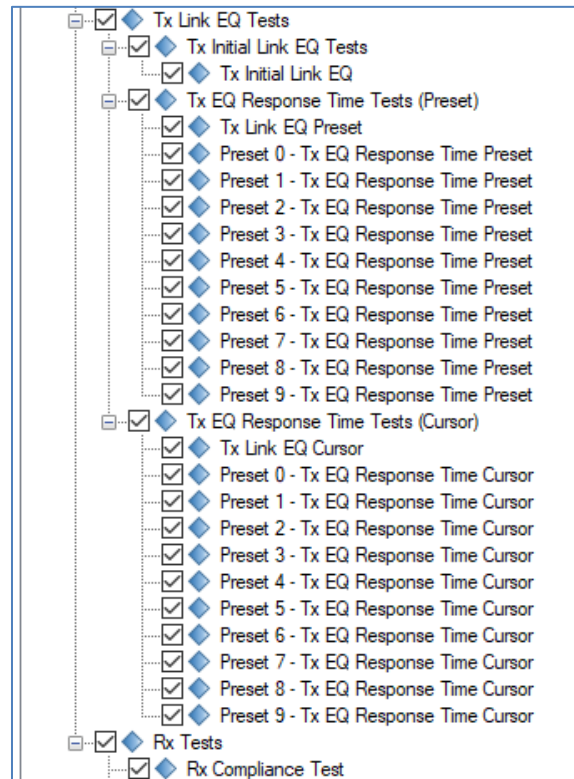 Tx Link EQ Tests
Tx Initial Link EQ Tests
Tx Initial Link EQ
Tx EQ Response Time Tests (Preset)
Tx Link EQ Preset
Preset 0 - Tx EQ Response Time Preset
Preset 1 - Tx EQ Response Time Preset
Preset 2 - Tx EQ Response Time Preset
Preset 3 - Tx EQ Response Time Preset
Preset 4 - Tx EQ Response Time Preset
Preset 5 - Tx EQ Response Time Preset
Preset 6 - Tx EQ Response Time Preset
Preset 7 - Tx EQ Response Time Preset
Preset 8 - Tx EQ Response Time Preset
Preset 9 - Tx EQ Response Time Preset
Tx EQ Response Time Tests (Cursor)
Tx Link EQ Cursor
Preset 0 - Tx EQ Response Time Cursor
Preset 1 - Tx EQ Response Time Cursor
Preset 2 - Tx EQ Response Time Cursor
Preset 3 - Tx EQ Response Time Cursor
Preset 4 - Tx EQ Response Time Cursor
Preset 5 - Tx EQ Response Time Cursor
Preset 6 - Tx EQ Response Time Cursor
Preset 7 - Tx EQ Response Time Cursor
Preset 8 - Tx EQ Response Time Cursor
Preset 9 - Tx EQ Response Time Cursor
Rx Tests
Rx Compliance Test